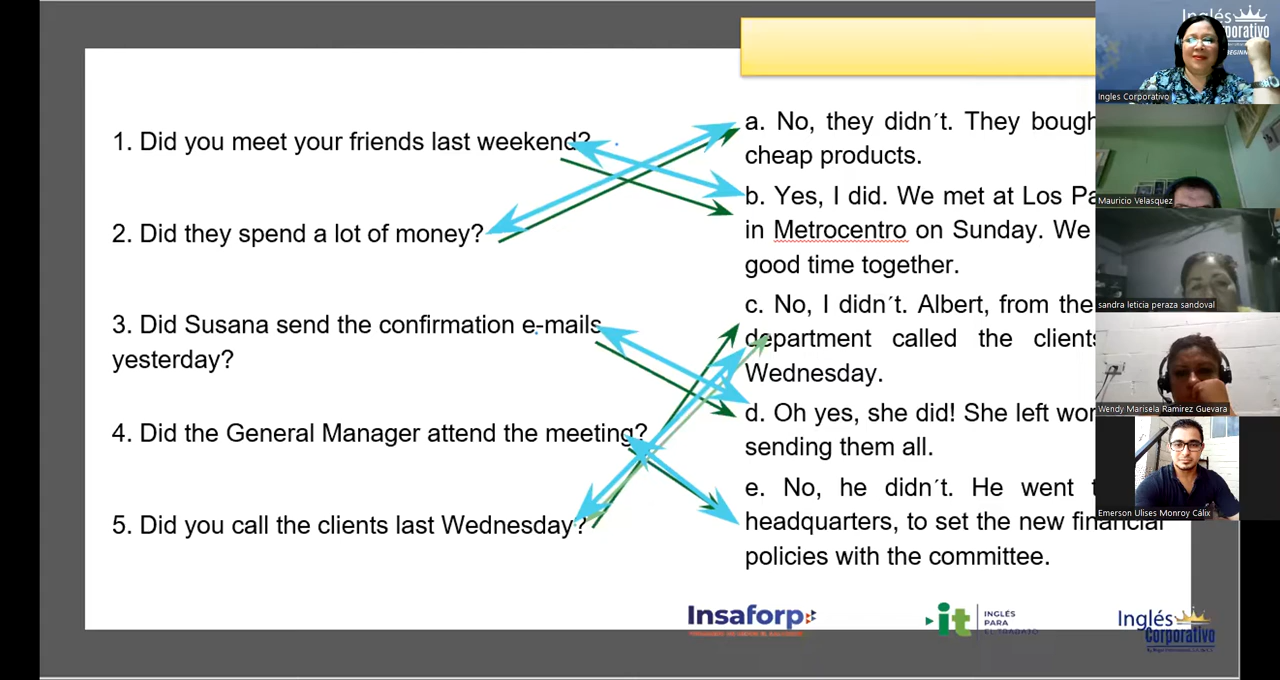 1. Did you meet your friends last weekend?
2. Did they spend a lot of money?
3. Did Susana send the confirmation e-mails
yesterday?
4. Did the General Manager attend the meeting?
5. Did you call the clients last Wednesday?
a. No, they didn´t. They
cheap products.
b. Yes, I did. We met at Los
in Metrocentro on Sunday. We
good time together.
c. No, I didn´t. Albert, from the
department called the
Wednesday.
d. Oh yes, she did! She left
sending them all.
e. No, he didn´t. He went
headquarters, to set the new financial
policies with the committee.
Insaforp
it
INGLÉS
PARA
EL TRABAJO
Inglés
Corporativo
Inglés
Ingles Corporativo
Mauricio Velasquez
sandra leticia peraza sandoval
Wendy Marisela Ramirez Guevara
Emerson Ulises Monroy Cálix